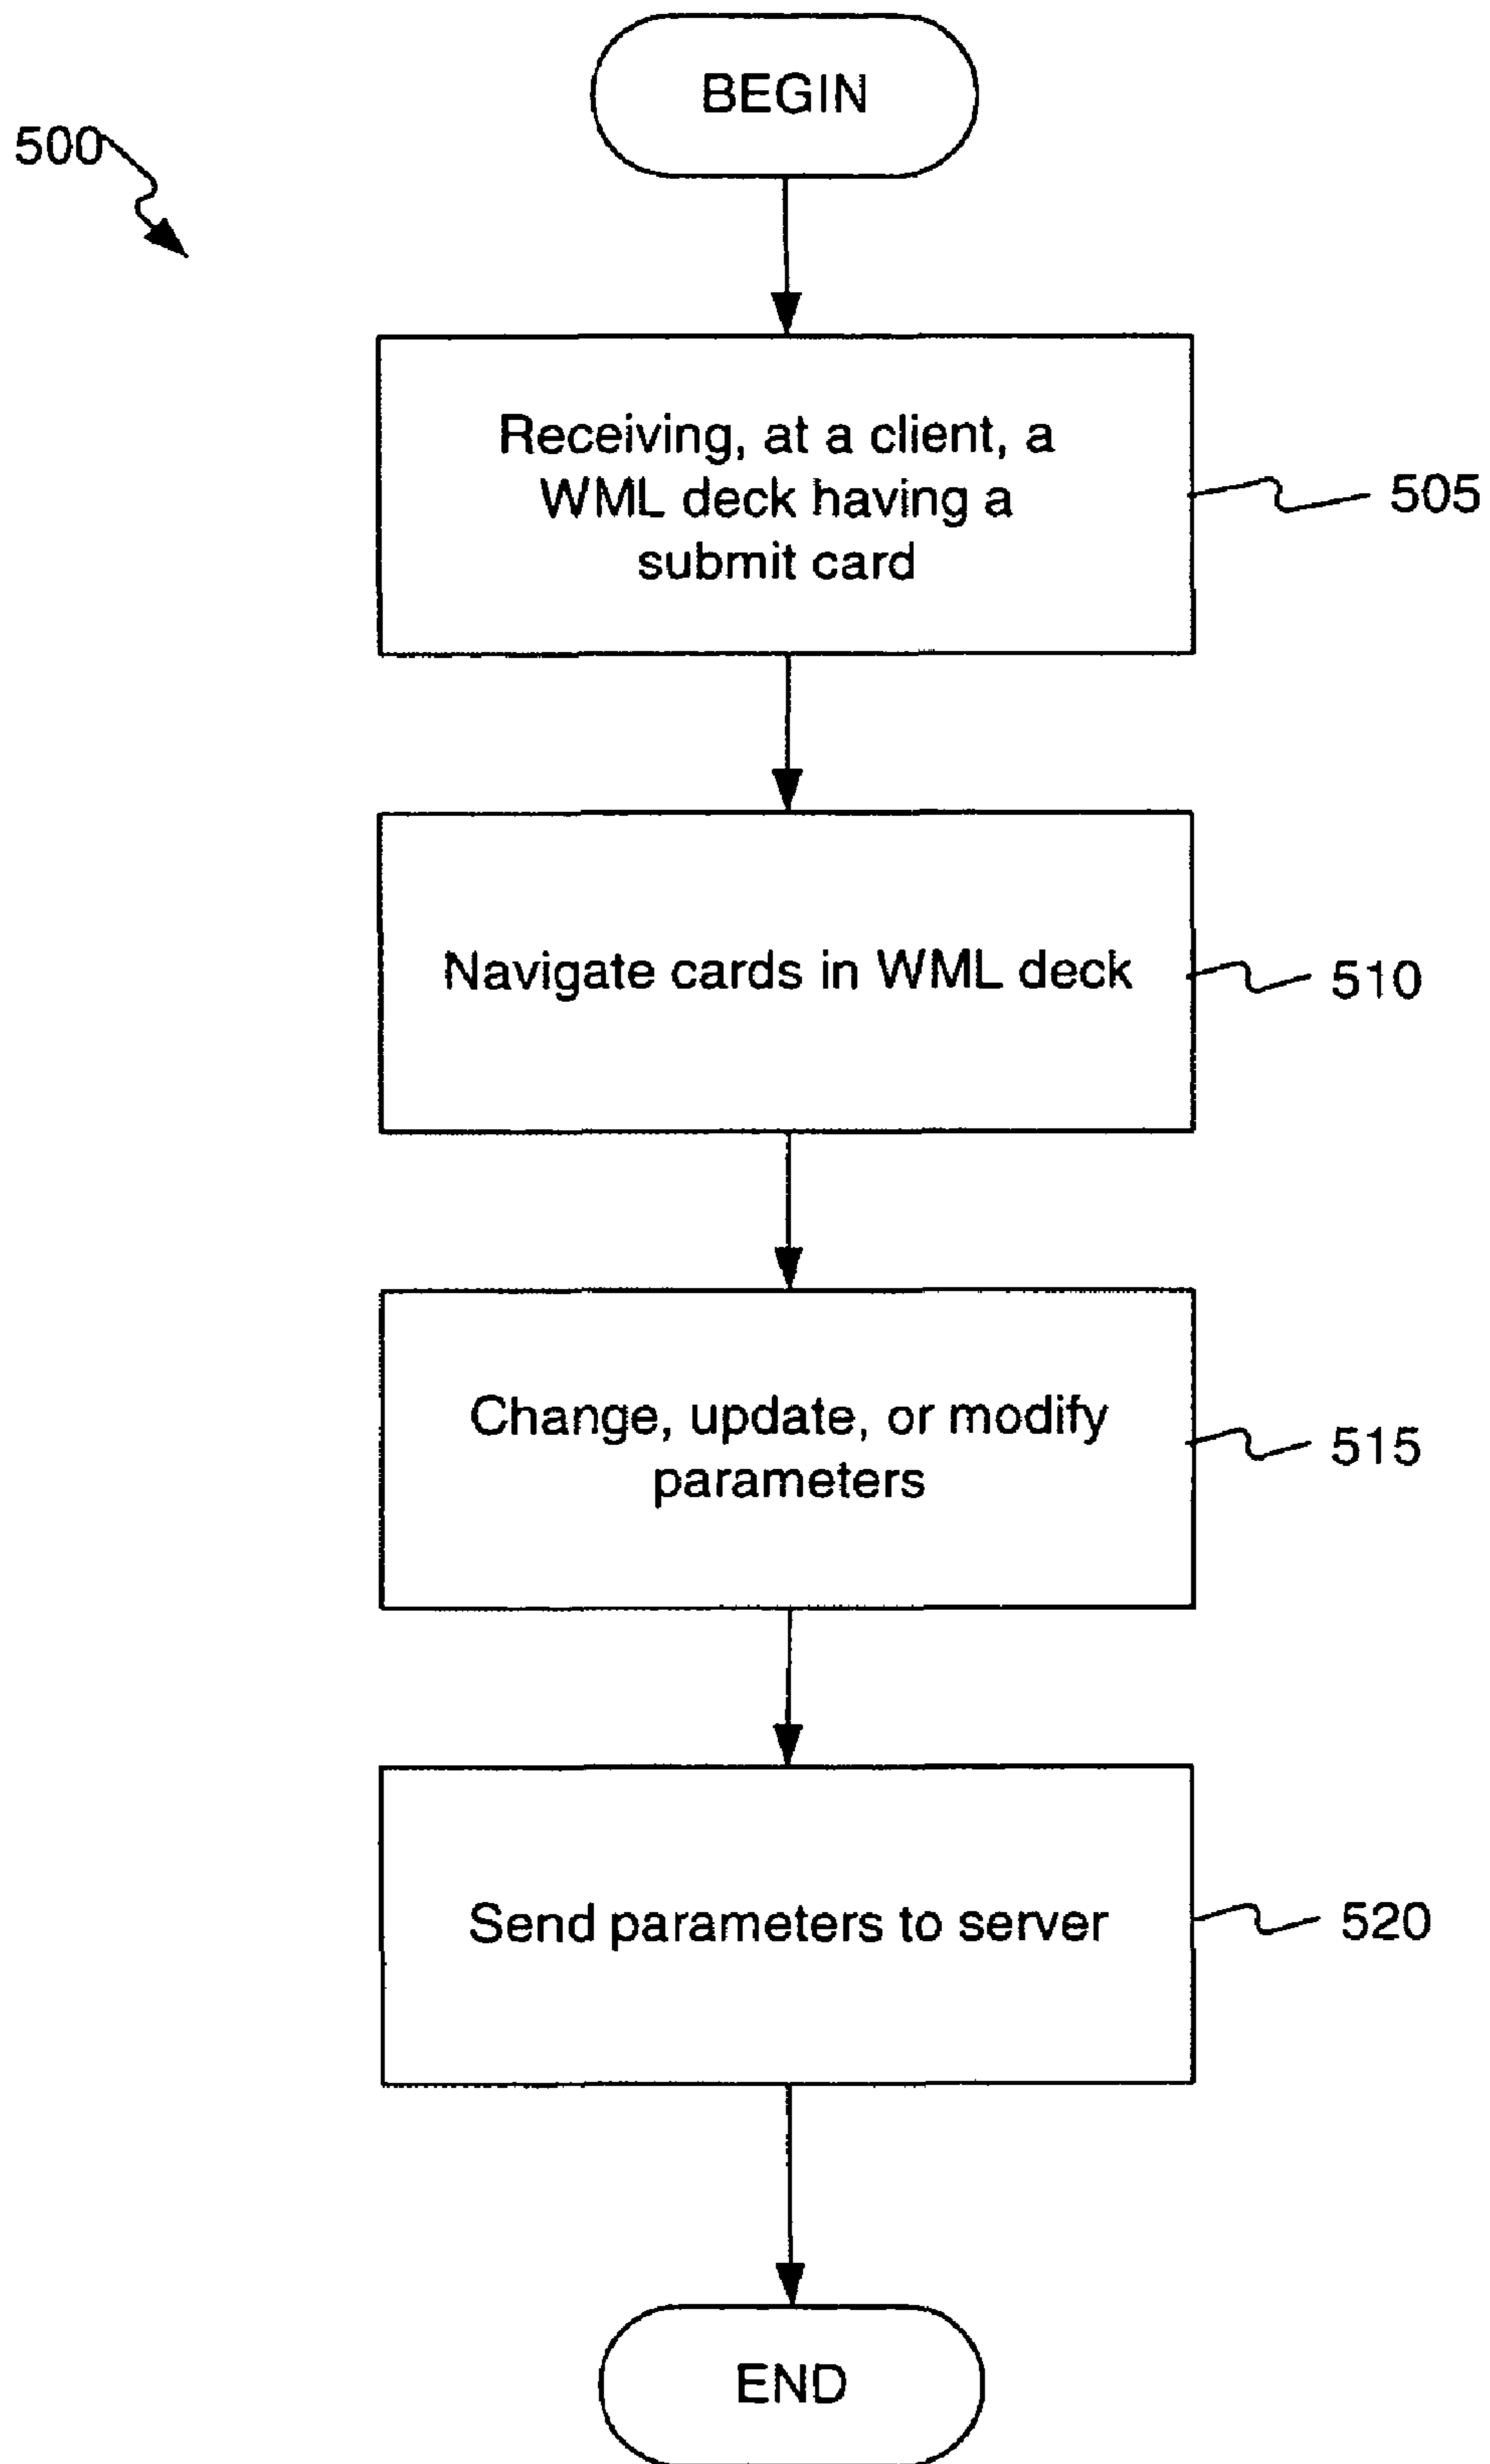 BEGIN
500
Receiving, at a client, a
WML deck having a
submit card
505
Navigate cards in WML deck
510
Change, update, or modify
parameters
515
Send parameters to server
520
END